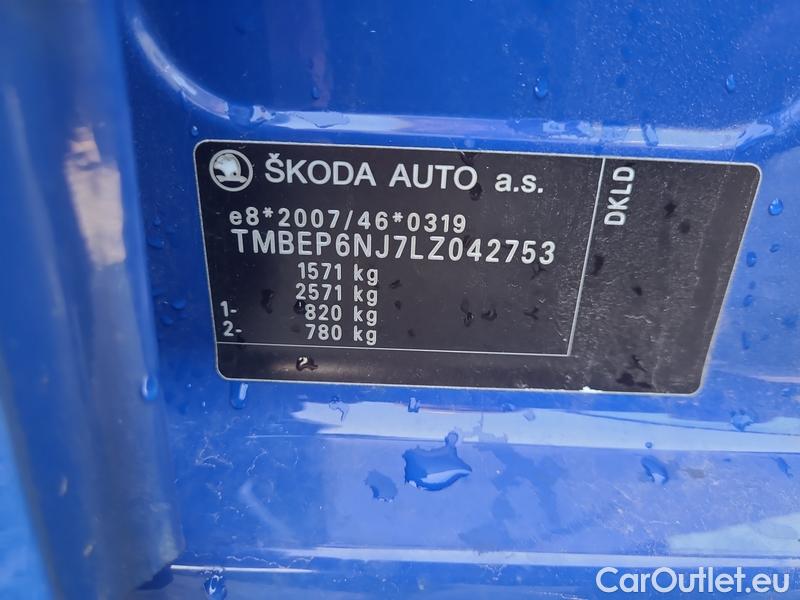 ŠKODA AUTO a.s.
e8*2007/46*0319
TMBEP6NJ7LZ042753
1571 kg
2571 kg
1- 820 kg
2- 780 kg
DKLD
CarOutlet.eu